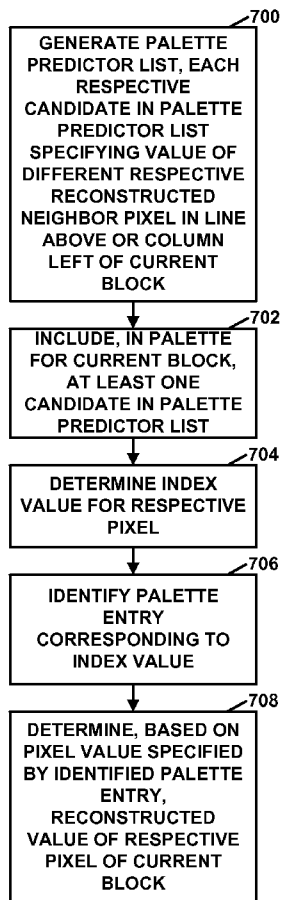 700
GENERATE PALETTE
PREDICTOR LIST, EACH
RESPECTIVE
CANDIDATE IN PALETTE
PREDICTOR LIST
SPECIFYING VALUE OF
DIFFERENT RESPECTIVE
RECONSTRUCTED
NEIGHBOR PIXEL IN LINE
ABOVE OR COLUMN
LEFT OF CURRENT
BLOCK
702
INCLUDE, IN PALETTE
FOR CURRENT BLOCK,
AT LEAST ONE
CANDIDATE IN PALETTE
PREDICTOR LIST
704
DETERMINE INDEX
VALUE FOR RESPECTIVE
PIXEL
706
IDENTIFY PALETTE
ENTRY
CORRESPONDING TO
INDEX VALUE
708
DETERMINE, BASED ON
PIXEL VALUE SPECIFIED
BY IDENTIFIED PALETTE
ENTRY,
RECONSTRUCTED
VALUE OF RESPECTIVE
PIXEL OF CURRENT
BLOCK